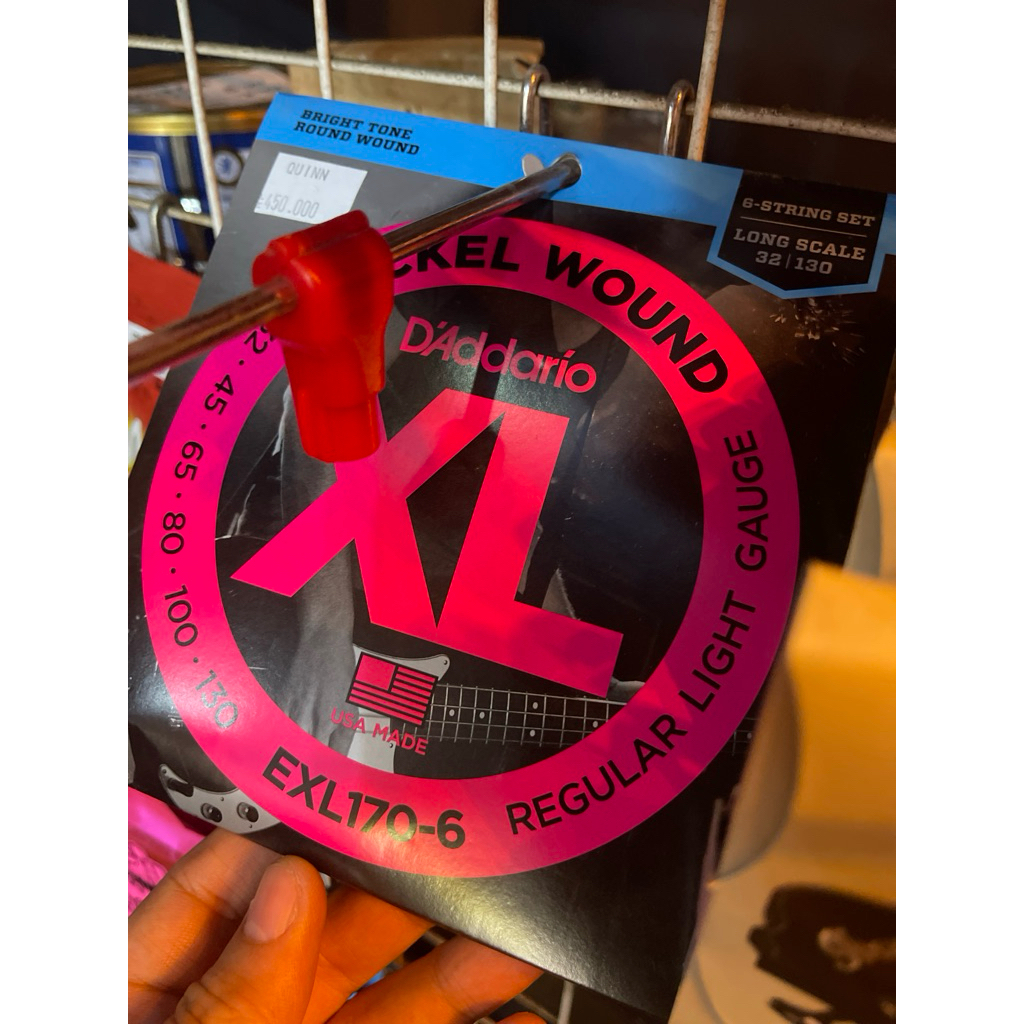 BRIGHT TONE
ROUND WOUND
QUINN
450.000
6-STRING SET
LONG SCALE
32 | 130
WOUND
D'Addario
XL
45 · 65 · 80 · 100 · 130
REGULAR LIGHT GAUGE
USA MADE
EXL170-6